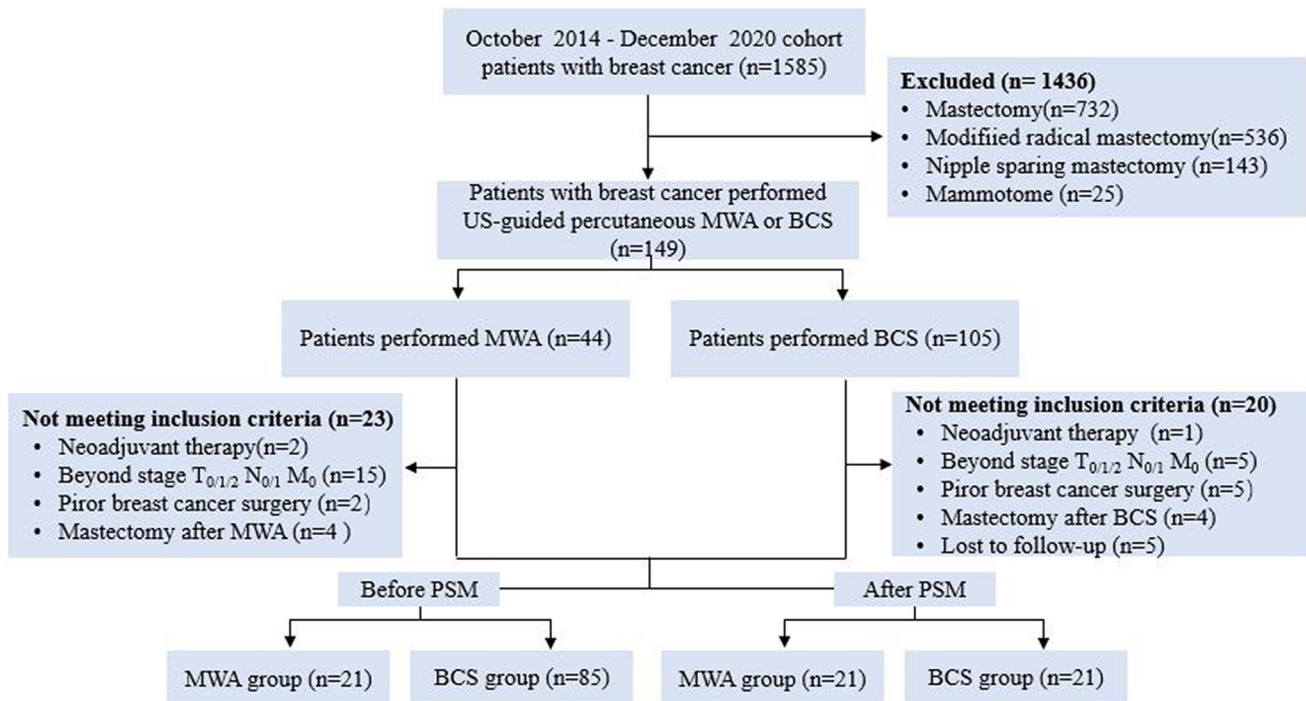 October 2014 - December 2020 cohort
patients with breast cancer (n=1585)
Excluded (n= 1436)
• Mastectomy(n=732)
• Modifiied radical mastectomy(n=536)
• Nipple sparing mastectomy (n=143)
• Mammotome (n=25)
Patients with breast cancer performed
US-guided percutaneous MWA or BCS
(n=149)
Patients performed MWA (n=44)
Patients performed BCS (n=105)
Not meeting inclusion criteria (n=23)
• Neoadjuvant therapy(n=2)
• Beyond stage T0/1/2 N0/1 M0 (n=15)
• Piror breast cancer surgery (n=2)
• Mastectomy after MWA (n=4 )
Not meeting inclusion criteria (n=20)
• Neoadjuvant therapy (n=1)
• Beyond stage T0/1/2 N0/1 M0 (n=5)
• Piror breast cancer surgery (n=5)
• Mastectomy after BCS (n=4)
• Lost to follow-up (n=5)
Before PSM
After PSM
MWA group (n=21)
BCS group (n=85)
MWA group (n=21)
BCS group (n=21)